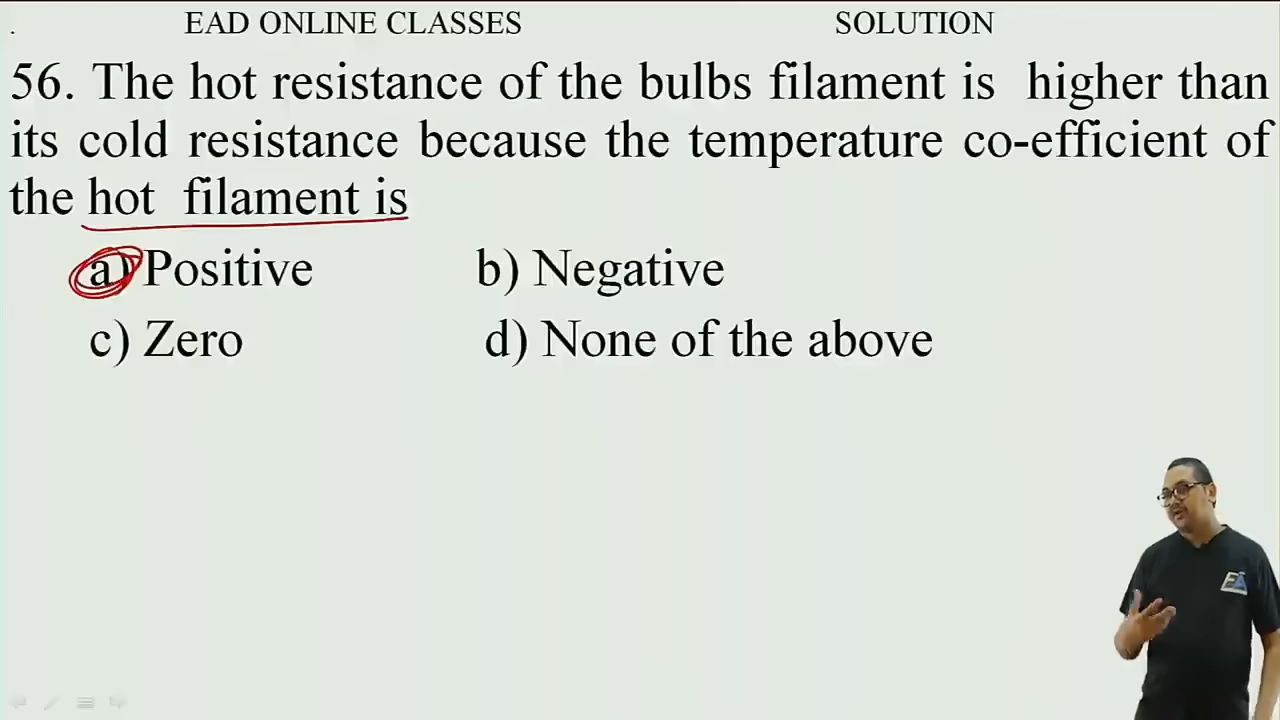 EAD ONLINE CLASSES SOLUTION
56. The hot resistance of the bulbs filament is higher than
its cold resistance because the temperature co-efficient of
the hot filament is
a) Positive b) Negative
c) Zero d) None of the above
EA